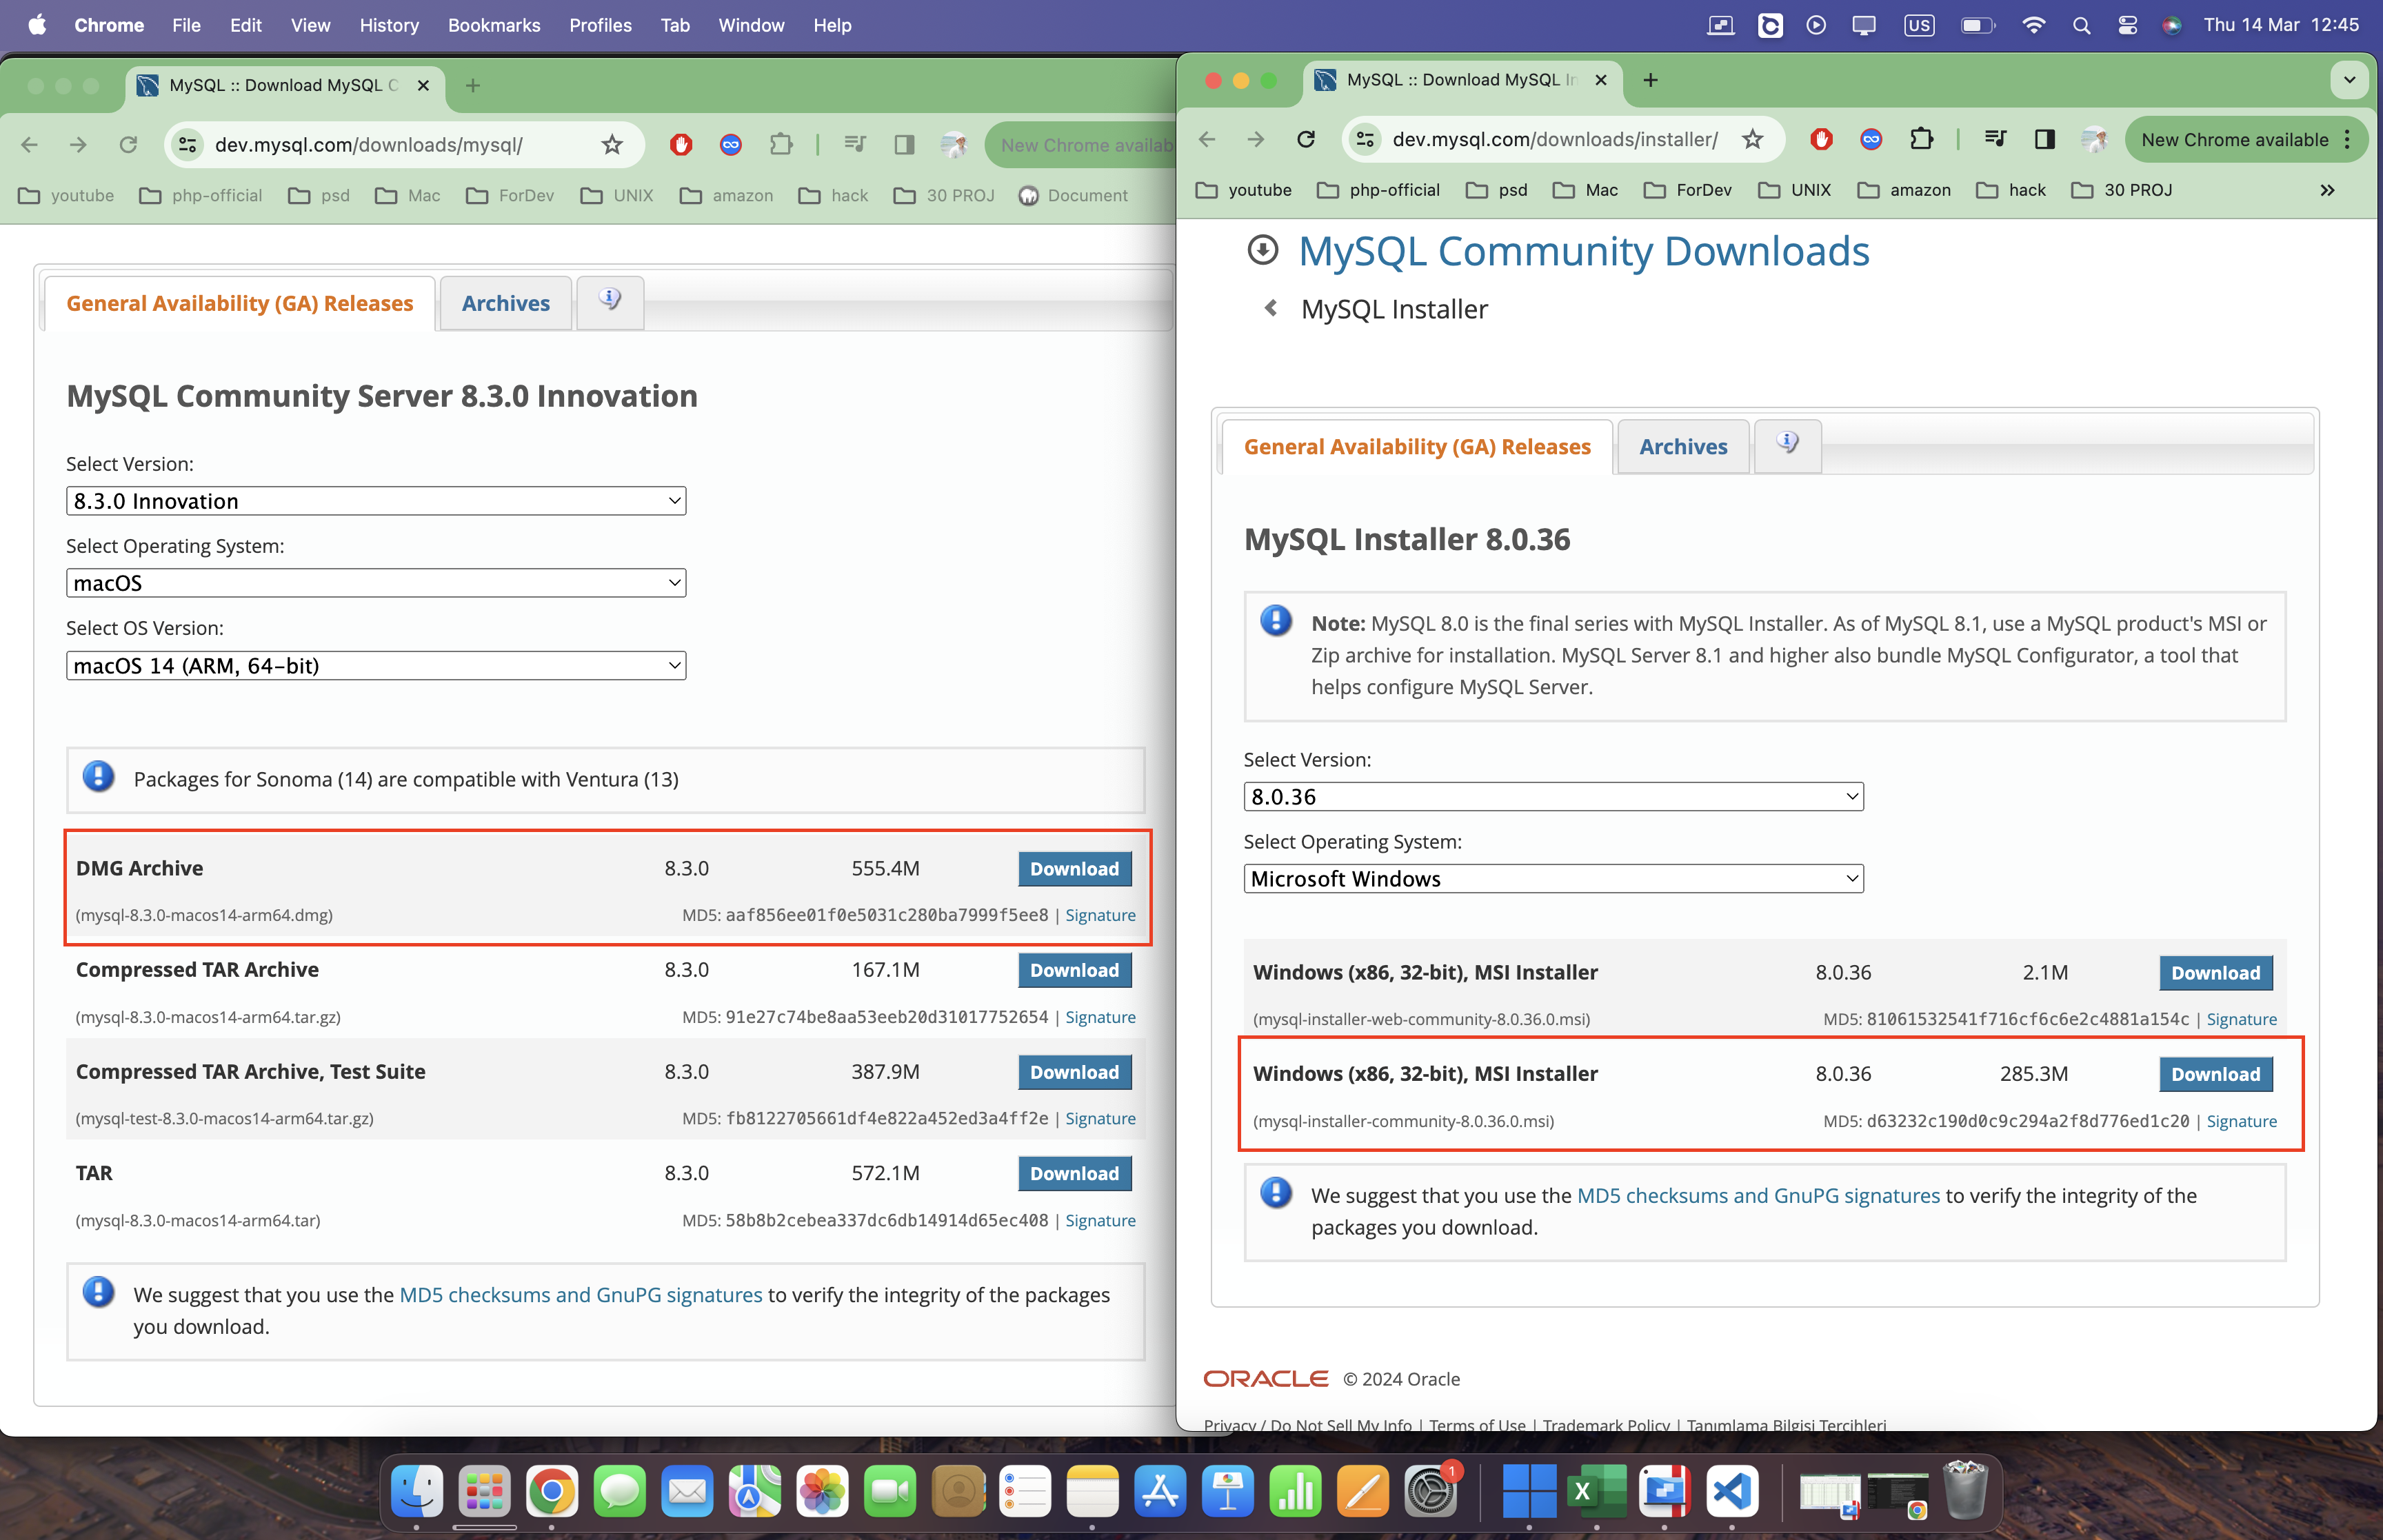 Chrome File Edit View History Bookmarks Profiles Tab Window Help US Thu 14 Mar 12:45
MySQL :: Download MySQL C
dev.mysql.com/downloads/mysql/
New Chrome availab
youtube php-official psd Mac ForDev UNIX amazon hack 30 PROJ Document
General Availability (GA) Releases
Archives
MySQL Community Server 8.3.0 Innovation
Select Version:
8.3.0 Innovation
Select Operating System:
macOS
Select OS Version:
macOS 14 (ARM, 64-bit)
Packages for Sonoma (14) are compatible with Ventura (13)
DMG Archive 8.3.0 555.4M Download
(mysql-8.3.0-macos14-arm64.dmg) MD5: aaf856ee01f0e5031c280ba7999f5ee8 | Signature
Compressed TAR Archive 8.3.0 167.1M Download
(mysql-8.3.0-macos14-arm64.tar.gz) MD5: 91e27c74be8aa53eeb20d31017752654 | Signature
Compressed TAR Archive, Test Suite 8.3.0 387.9M Download
(mysql-test-8.3.0-macos14-arm64.tar.gz) MD5: fb8122705661df4e822a452ed3a4ff2e | Signature
TAR 8.3.0 572.1M Download
(mysql-8.3.0-macos14-arm64.tar) MD5: 58b8b2cebea337dc6db14914d65ec408 | Signature
We suggest that you use the MD5 checksums and GnuPG signatures to verify the integrity of the packages
you download.
MySQL :: Download MySQL In
dev.mysql.com/downloads/installer/
New Chrome available
youtube php-official psd Mac ForDev UNIX amazon hack 30 PROJ
MySQL Community Downloads
MySQL Installer
General Availability (GA) Releases
Archives
MySQL Installer 8.0.36
Note: MySQL 8.0 is the final series with MySQL Installer. As of MySQL 8.1, use a MySQL product's MSI or
Zip archive for installation. MySQL Server 8.1 and higher also bundle MySQL Configurator, a tool that
helps configure MySQL Server.
Select Version:
8.0.36
Select Operating System:
Microsoft Windows
Windows (x86, 32-bit), MSI Installer 8.0.36 2.1M Download
(mysql-installer-web-community-8.0.36.0.msi) MD5: 81061532541f716cf6c6e2c4881a154c | Signature
Windows (x86, 32-bit), MSI Installer 8.0.36 285.3M Download
(mysql-installer-community-8.0.36.0.msi) MD5: d63232c190d0c9c294a2f8d776ed1c20 | Signature
We suggest that you use the MD5 checksums and GnuPG signatures to verify the integrity of the
packages you download.
ORACLE © 2024 Oracle
Privacy / Do Not Sell My Info | Terms of Use | Trademark Policy | Tanımlama Bilgisi Tercihleri
1
X